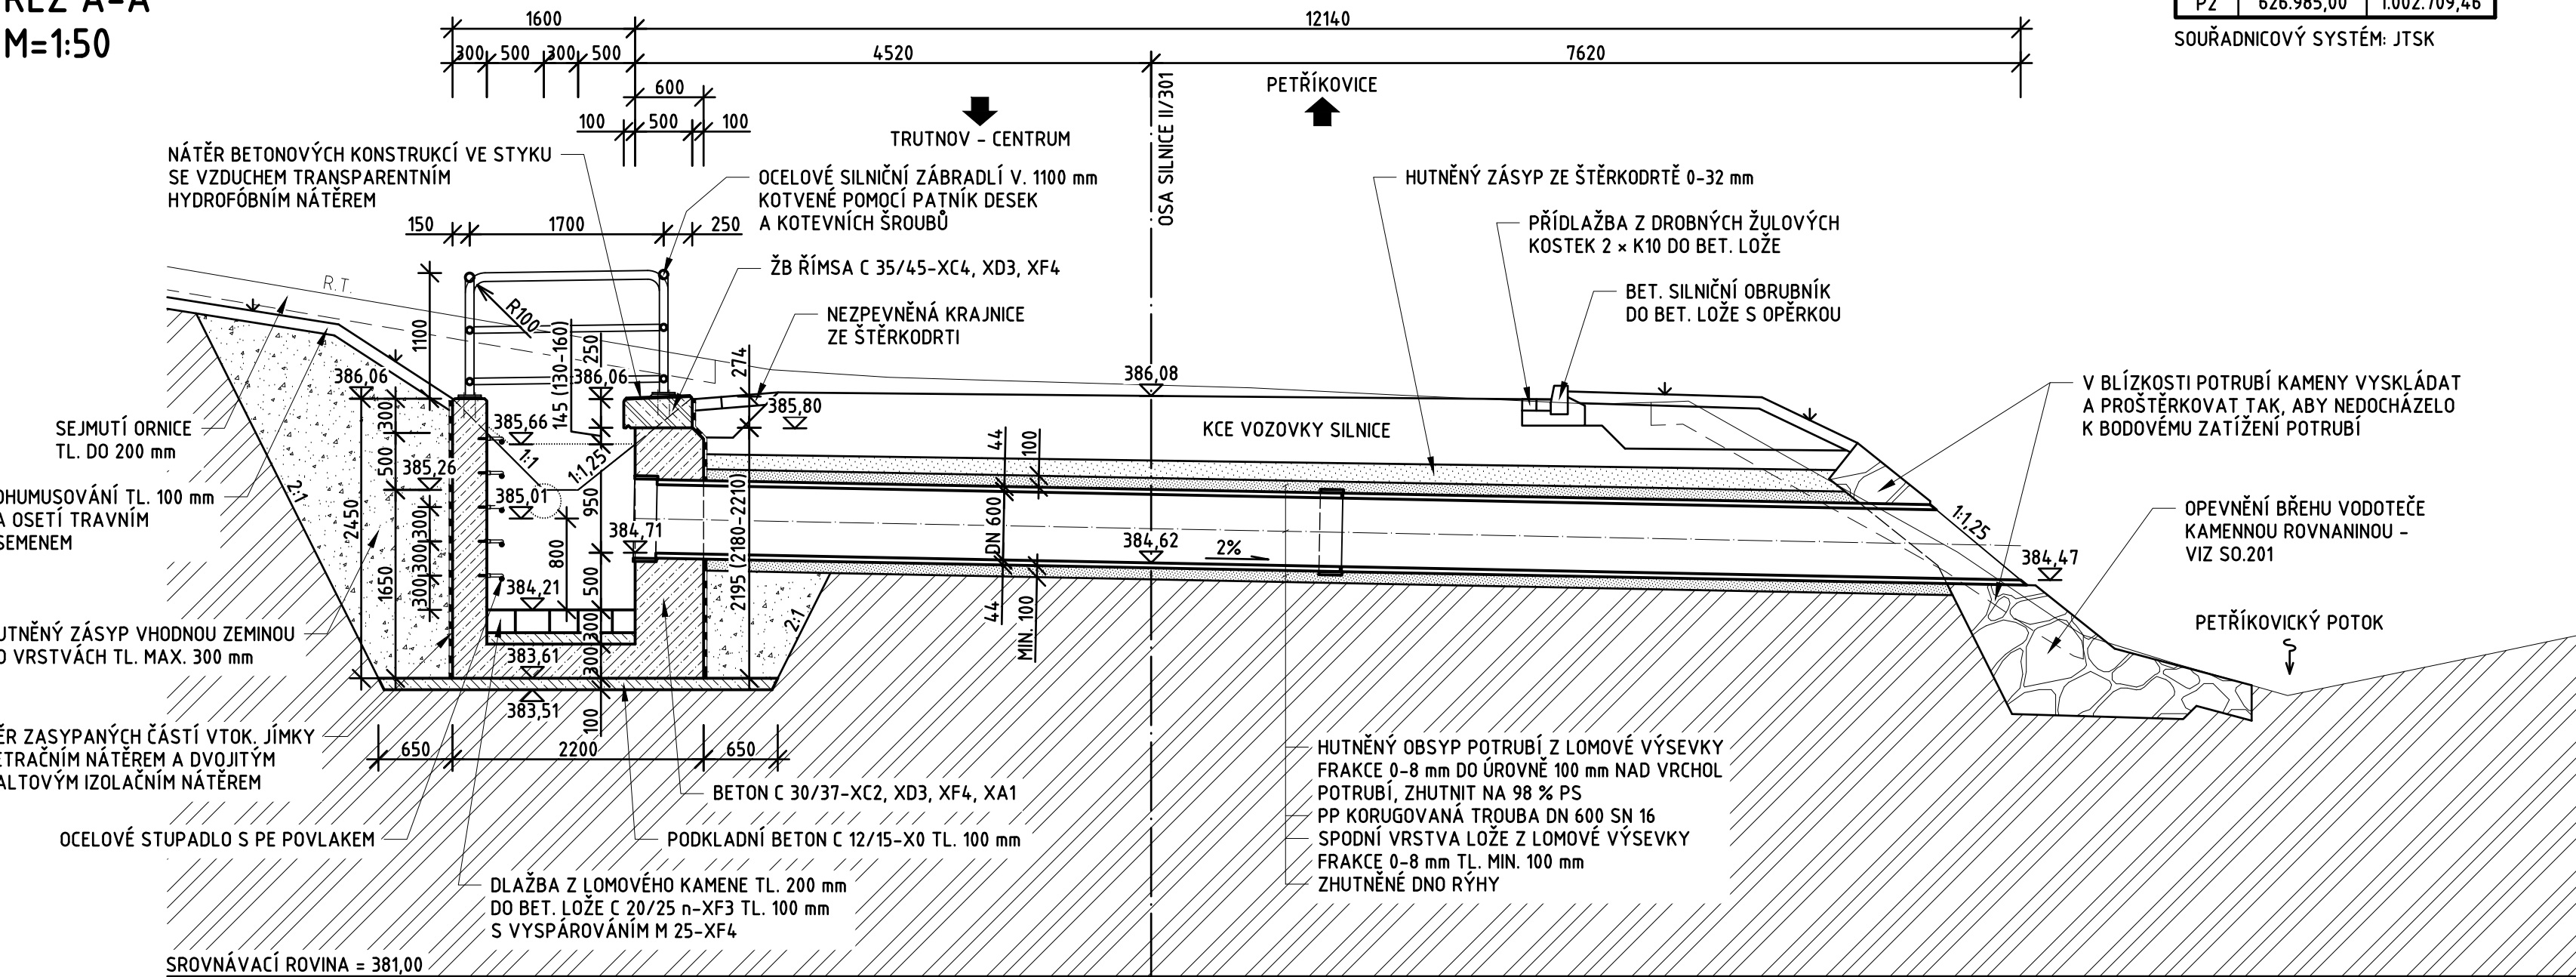 M=1:50
1600
12140
300
500
300
500
4520
7620
600
100
500
100
P2 626.985,00 1.002.709,46
SOUŘADNICOVÝ SYSTÉM: JTSK
TRUTNOV - CENTRUM
OSA SILNICE II/301
PETŘÍKOVICE
NÁTĚR BETONOVÝCH KONSTRUKCÍ VE STYKU
SE VZDUCHEM TRANSPARENTNÍM
HYDROFÓBNÍM NÁTĚREM
OCELOVÉ SILNIČNÍ ZÁBRADLÍ V. 1100 mm
KOTVENÉ POMOCÍ PATNÍK DESEK
A KOTEVNÍCH ŠROUBŮ
HUTNĚNÝ ZÁSYP ZE ŠTĚRKODRTĚ 0-32 mm
PŘÍDLAŽBA Z DROBNÝCH ŽULOVÝCH
KOSTEK 2 × K10 DO BET. LOŽE
150
1700
250
ŽB ŘÍMSA C 35/45-XC4, XD3, XF4
BET. SILNIČNÍ OBRUBNÍK
DO BET. LOŽE S OPĚRKOU
NEZPEVNĚNÁ KRAJNICE
ZE ŠTĚRKODRTI
R.T.
R100
1100
145 (130-160)
250
274
386,06
386,06
386,08
385,80
385,66
385,26
385,01
384,71
384,62
384,47
384,21
383,61
383,51
V BLÍZKOSTI POTRUBÍ KAMENY VYSKLÁDAT
A PROŠTĚRKOVAT TAK, ABY NEDOCHÁZELO
K BODOVÉMU ZATÍŽENÍ POTRUBÍ
SEJMUTÍ ORNICE
TL. DO 200 mm
KCE VOZOVKY SILNICE
1:1
1:1,25
2:1
2:1
1:1,25
300
500
1650
2450
300
300
300
950
800
500
300
300
100
2195 (2180-2210)
44
100
DN 600
44
MIN. 100
2%
OHUMUSOVÁNÍ TL. 100 mm
A OSETÍ TRAVNÍM
SEMENEM
OPEVNĚNÍ BŘEHU VODOTEČE
KAMENNOU ROVNANINOU -
VIZ SO.201
PETŘÍKOVICKÝ POTOK
UTNĚNÝ ZÁSYP VHODNOU ZEMINOU
O VRSTVÁCH TL. MAX. 300 mm
ĚR ZASYPANÝCH ČÁSTÍ VTOK. JÍMKY
ETRAČNÍM NÁTĚREM A DVOJITÝM
ALTOVÝM IZOLAČNÍM NÁTĚREM
650
2200
650
HUTNĚNÝ OBSYP POTRUBÍ Z LOMOVÉ VÝSEVKY
FRAKCE 0-8 mm DO ÚROVNĚ 100 mm NAD VRCHOL
POTRUBÍ, ZHUTNIT NA 98 % PS
PP KORUGOVANÁ TROUBA DN 600 SN 16
SPODNÍ VRSTVA LOŽE Z LOMOVÉ VÝSEVKY
FRAKCE 0-8 mm TL. MIN. 100 mm
ZHUTNĚNÉ DNO RÝHY
BETON C 30/37-XC2, XD3, XF4, XA1
OCELOVÉ STUPADLO S PE POVLAKEM
PODKLADNÍ BETON C 12/15-X0 TL. 100 mm
DLAŽBA Z LOMOVÉHO KAMENE TL. 200 mm
DO BET. LOŽE C 20/25 n-XF3 TL. 100 mm
S VYSPÁROVÁNÍM M 25-XF4
SROVNÁVACÍ ROVINA = 381,00